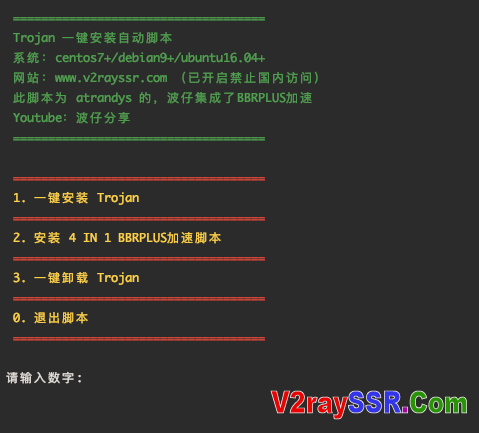 Trojan 一键安装自动脚本
系统: centos7+/debian9+/ubuntu16.04+
网站: www.v2rayssr.com （已开启禁止国内访问）
此脚本为 atrandys 的，波仔集成了BBRPLUS加速
Youtube: 波仔分享
1. 一键安装 Trojan
2. 安装 4 IN 1 BBRPLUS加速脚本
3. 一键卸载 Trojan
0. 退出脚本
请输入数字:
V2raySSR.Com